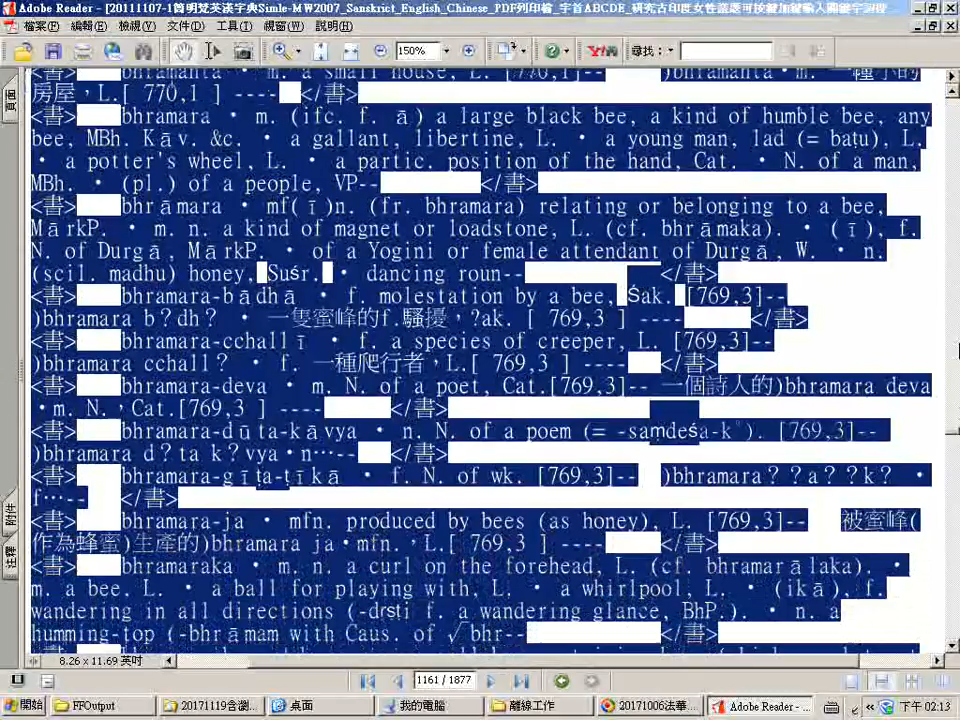 Adobe Reader - [20111107-1簡明梵英漢字典Simle-MW2007_Sanskrict_English_Chinese_PDF列印檔_字首ABCDE_研究古印度女性議題可按關鍵輸入關鍵字詞檢
檔案(F) 編輯(E) 檢視(V) 文件(D) 工具(T) 視窗(W) 說明(H)
150% Y! 尋找：
頁面
附件
註釋
<書> bhramanta • m. a small house, L. [770,1]-- )bhramanta•m. 一種小的
房屋，L.[ 770,1 ] ---- </書>
<書> bhramara • m. (ifc. f. ā) a large black bee, a kind of humble bee, any
bee, MBh. Kāv. &c. • a gallant, libertine, L. • a young man, lad (= baṭu), L.
• a potter's wheel, L. • a partic. position of the hand, Cat. • N. of a man,
MBh. • (pl.) of a people, VP-- </書>
<書> bhrāmara • mf(ī)n. (fr. bhramara) relating or belonging to a bee,
MārkP. • m. n. a kind of magnet or loadstone, L. (cf. bhrāmaka). • (ī), f.
N. of Durgā, MārkP. • of a Yogini or female attendant of Durgā, W. • n.
(scil. madhu) honey, Suśr. • dancing roun-- </書>
<書> bhramara-bādhā • f. molestation by a bee, Śak. [769,3]--
)bhramara b?dh? • 一隻蜜蜂的f.騷擾，?ak. [ 769,3 ] ---- </書>
<書> bhramara-cchallī • f. a species of creeper, L. [769,3]--
)bhramara cchall? • f. 一種爬行者，L.[ 769,3 ] ---- </書>
<書> bhramara-deva • m. N. of a poet, Cat.[769,3]-- 一個詩人的)bhramara deva
•m. N.，Cat.[769,3 ] ---- </書>
<書> bhramara-dūta-kāvya • n. N. of a poem (= -saṃdeśa-k°). [769,3]--
)bhramara d?ta k?vya•n…-- </書>
<書> bhramara-gīta-ṭīkā • f. N. of wk. [769,3]-- )bhramara??a??k? •
f…-- </書>
<書> bhramara-ja • mfn. produced by bees (as honey), L. [769,3]-- 被蜜蜂(
作為蜂蜜)生產的)bhramara ja•mfn.，L.[ 769,3 ] ---- </書>
<書> bhramaraka • m. n. a curl on the forehead, L. (cf. bhramarālaka). •
m. a bee. L. • a ball for playing with, L. • a whirlpool, L. • (ikā), f.
wandering in all directions (-dṛṣṭi f. a wandering glance, BhP.). • n. a
humming-top (-bhrāmam with Caus. of √bhr-- </書>
8.26 x 11.69 英吋
1161 / 1877
開始 FFOutput 20171119含瀏... 桌面 我的電腦 離線工作 20171006法華... Adobe Reader - [... 下午 02:13